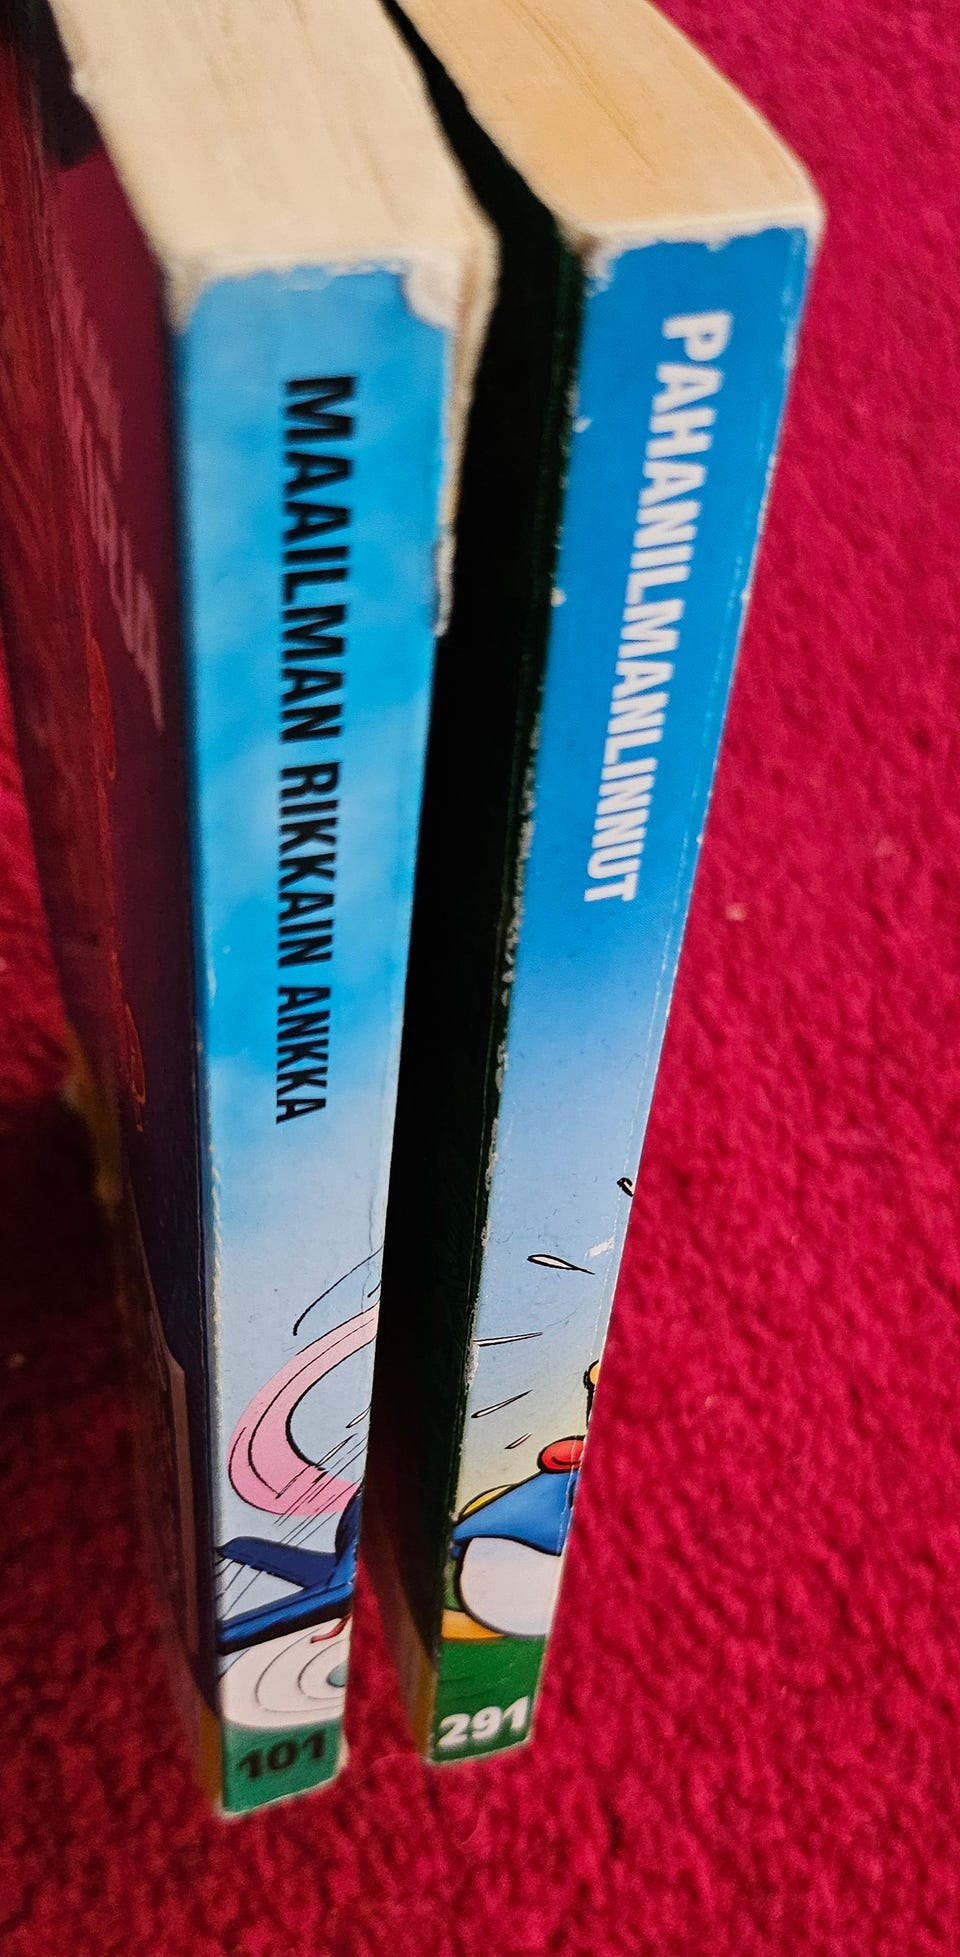 MAAILMAN RIKKAIN ANKKA
101
PAHANILMANLINNUT
291